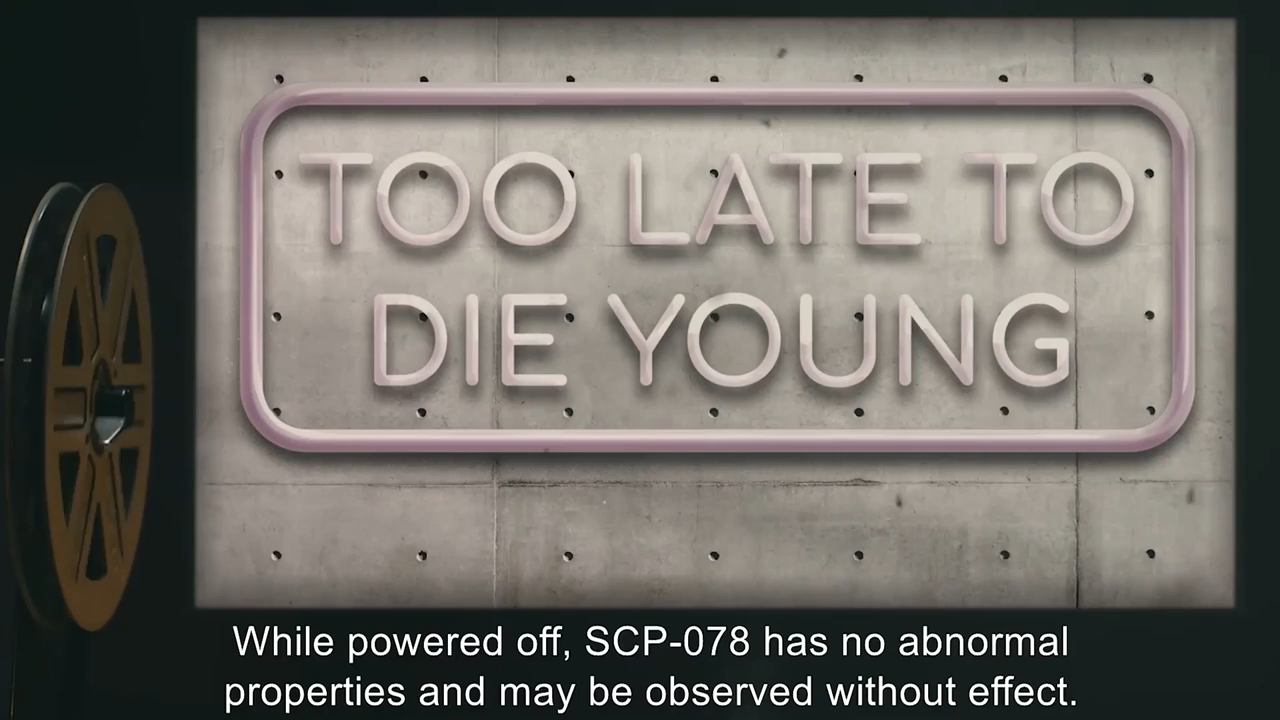 TOO LATE TO
DIE YOUNG
While powered off, SCP-078 has no abnormal
properties and may be observed without effect.